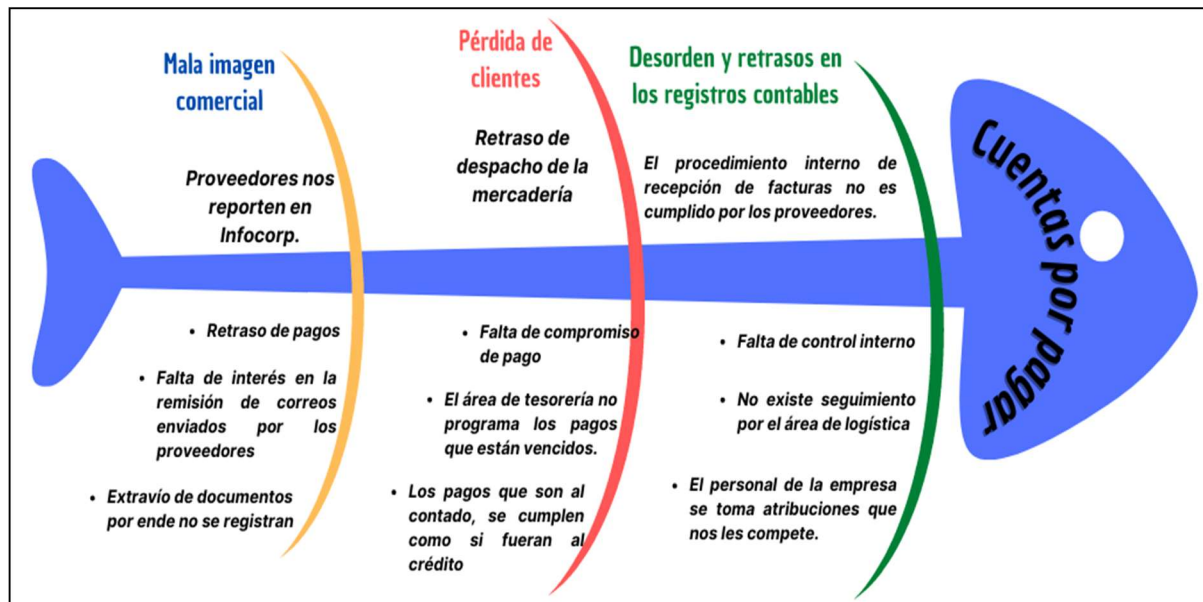 Mala imagen
comercial
Proveedores nos
reporten en
Infocorp.
• Retraso de pagos
• Falta de interés en la
remisión de correos
enviados por los
proveedores
• Extravío de documentos
por ende no se registran
Pérdida de
clientes
Retraso de
despacho de la
mercadería
• Falta de compromiso
de pago
• El área de tesorería no
programa los pagos
que están vencidos.
• Los pagos que son al
contado, se cumplen
como si fueran al
crédito
Desorden y retrasos en
los registros contables
El procedimiento interno de
recepción de facturas no es
cumplido por los proveedores.
• Falta de control interno
• No existe seguimiento
por el área de logística
• El personal de la empresa
se toma atribuciones que
nos les compete.
Cuentas por pagar